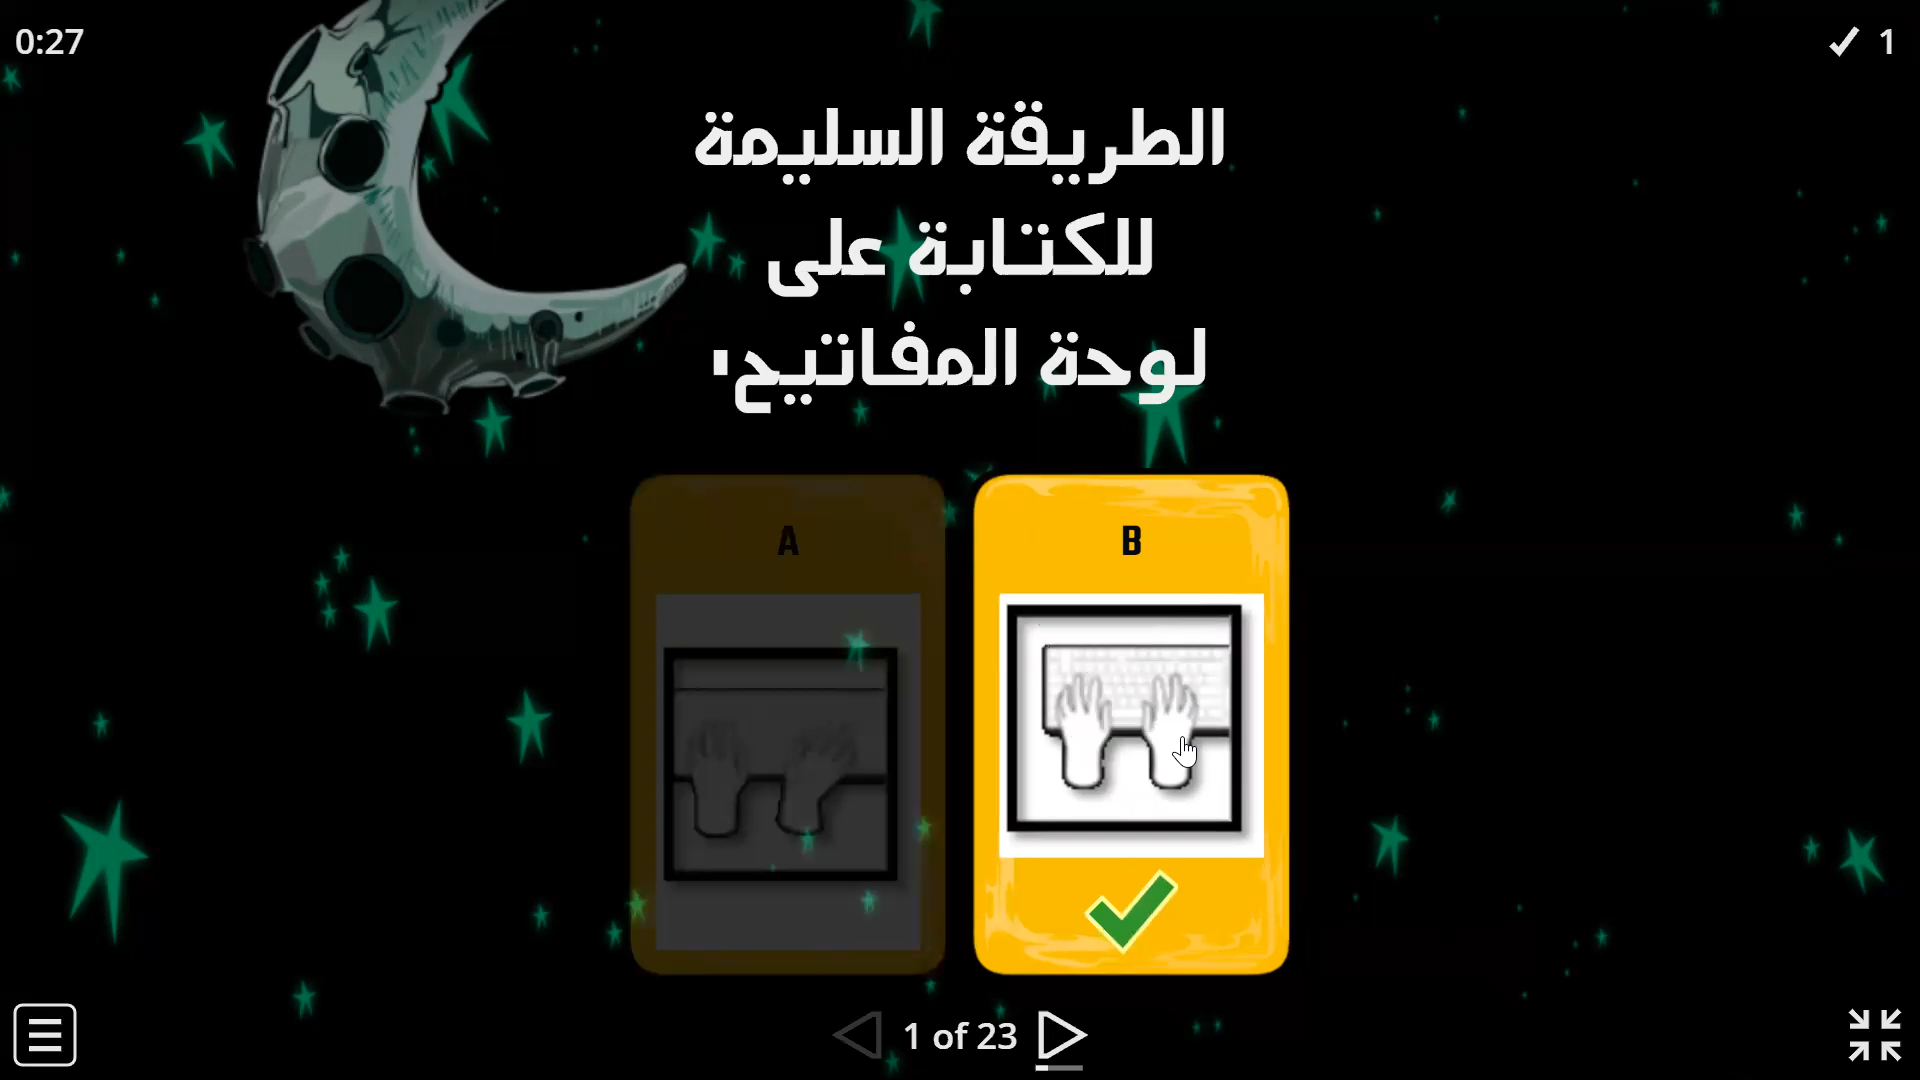 0:27
1
الطريقة السليمة
للكتابة على
لوحة المفاتيح
A
B
1 of 23